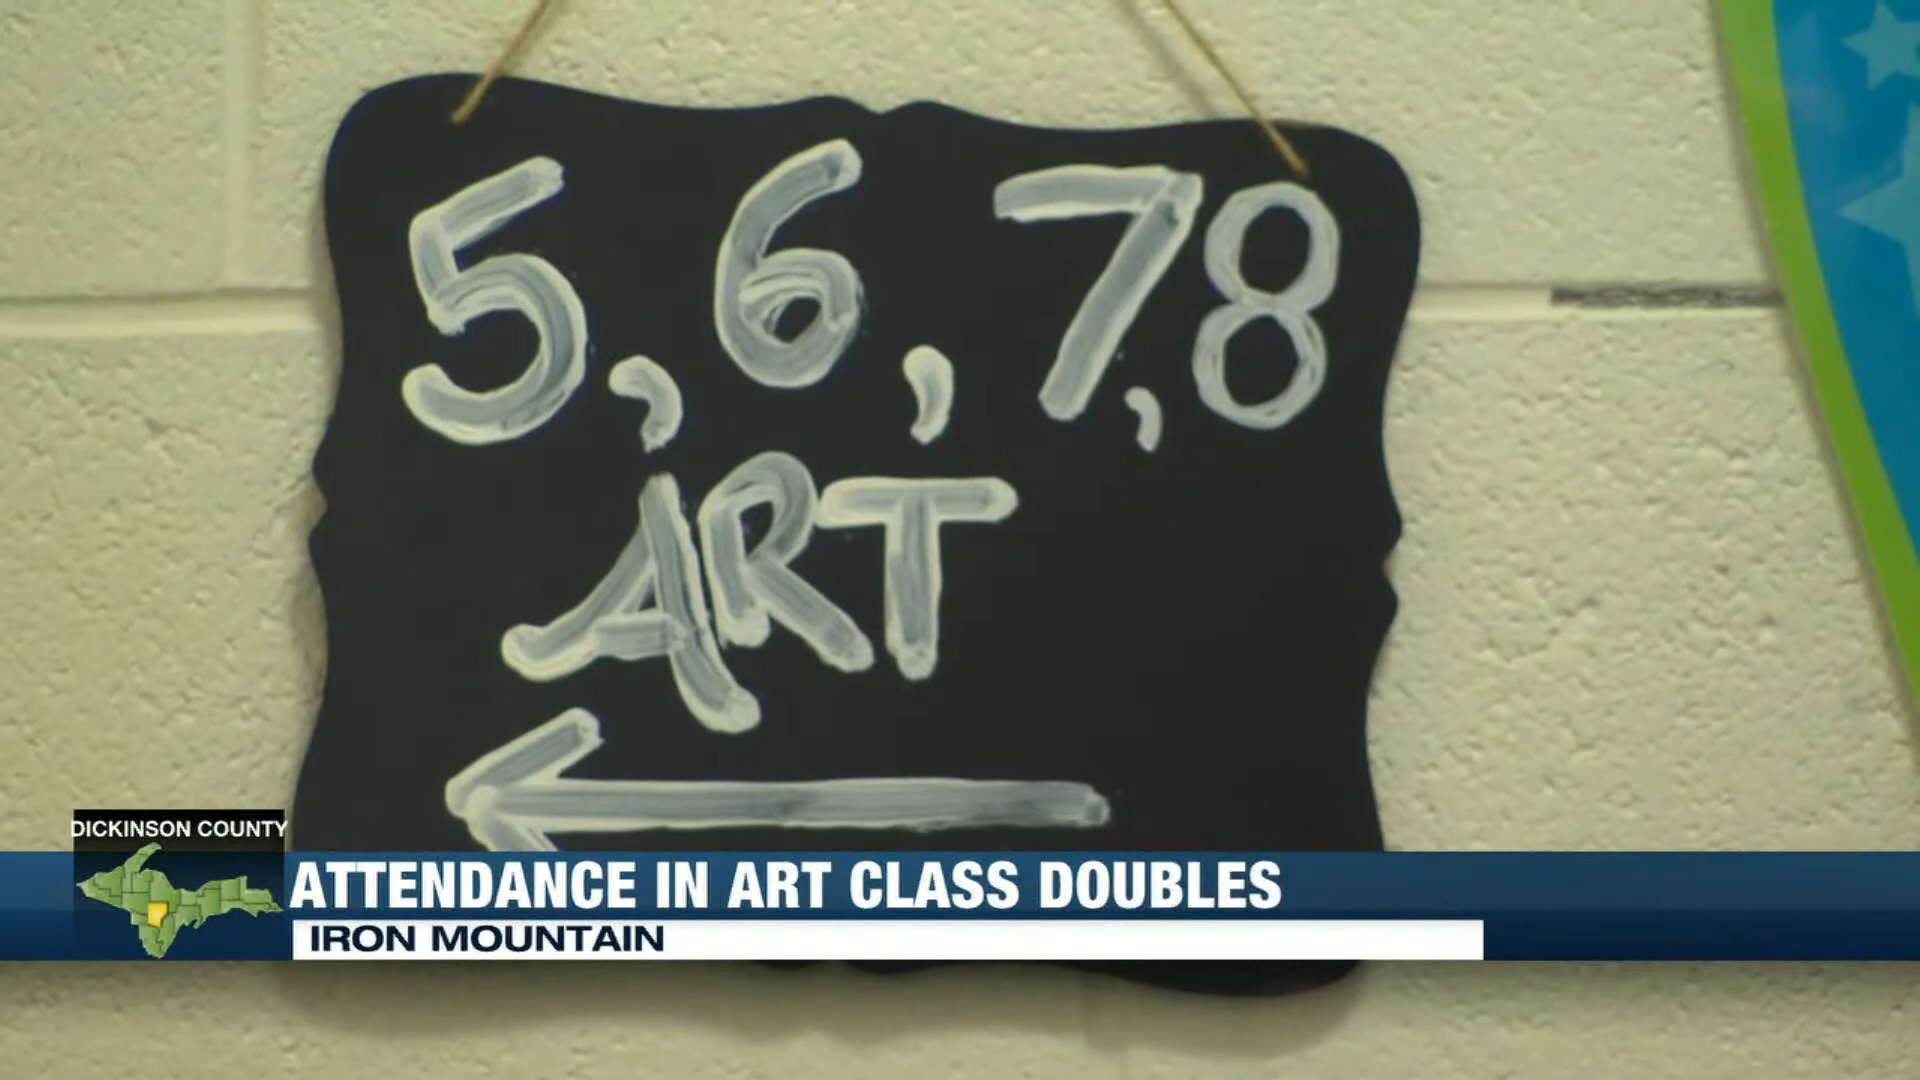 5, 6, 7, 8
ART
DICKINSON COUNTY
ATTENDANCE IN ART CLASS DOUBLES
IRON MOUNTAIN